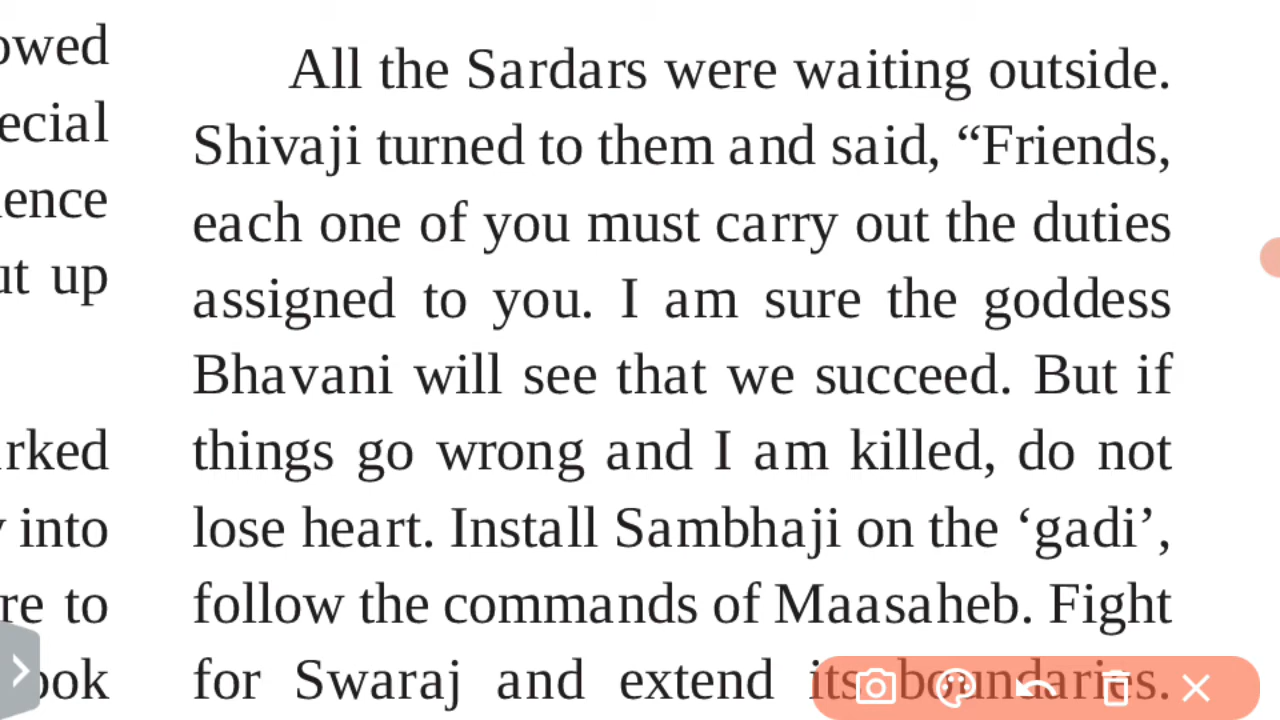 owed
ecial
ence
ut up
rked
into
re to
ook
All the Sardars were waiting outside.
Shivaji turned to them and said, “Friends,
each one of you must carry out the duties
assigned to you. I am sure the goddess
Bhavani will see that we succeed. But if
things go wrong and I am killed, do not
lose heart. Install Sambhaji on the ‘gadi’,
follow the commands of Maasaheb. Fight
for Swaraj and extend its boundaries.